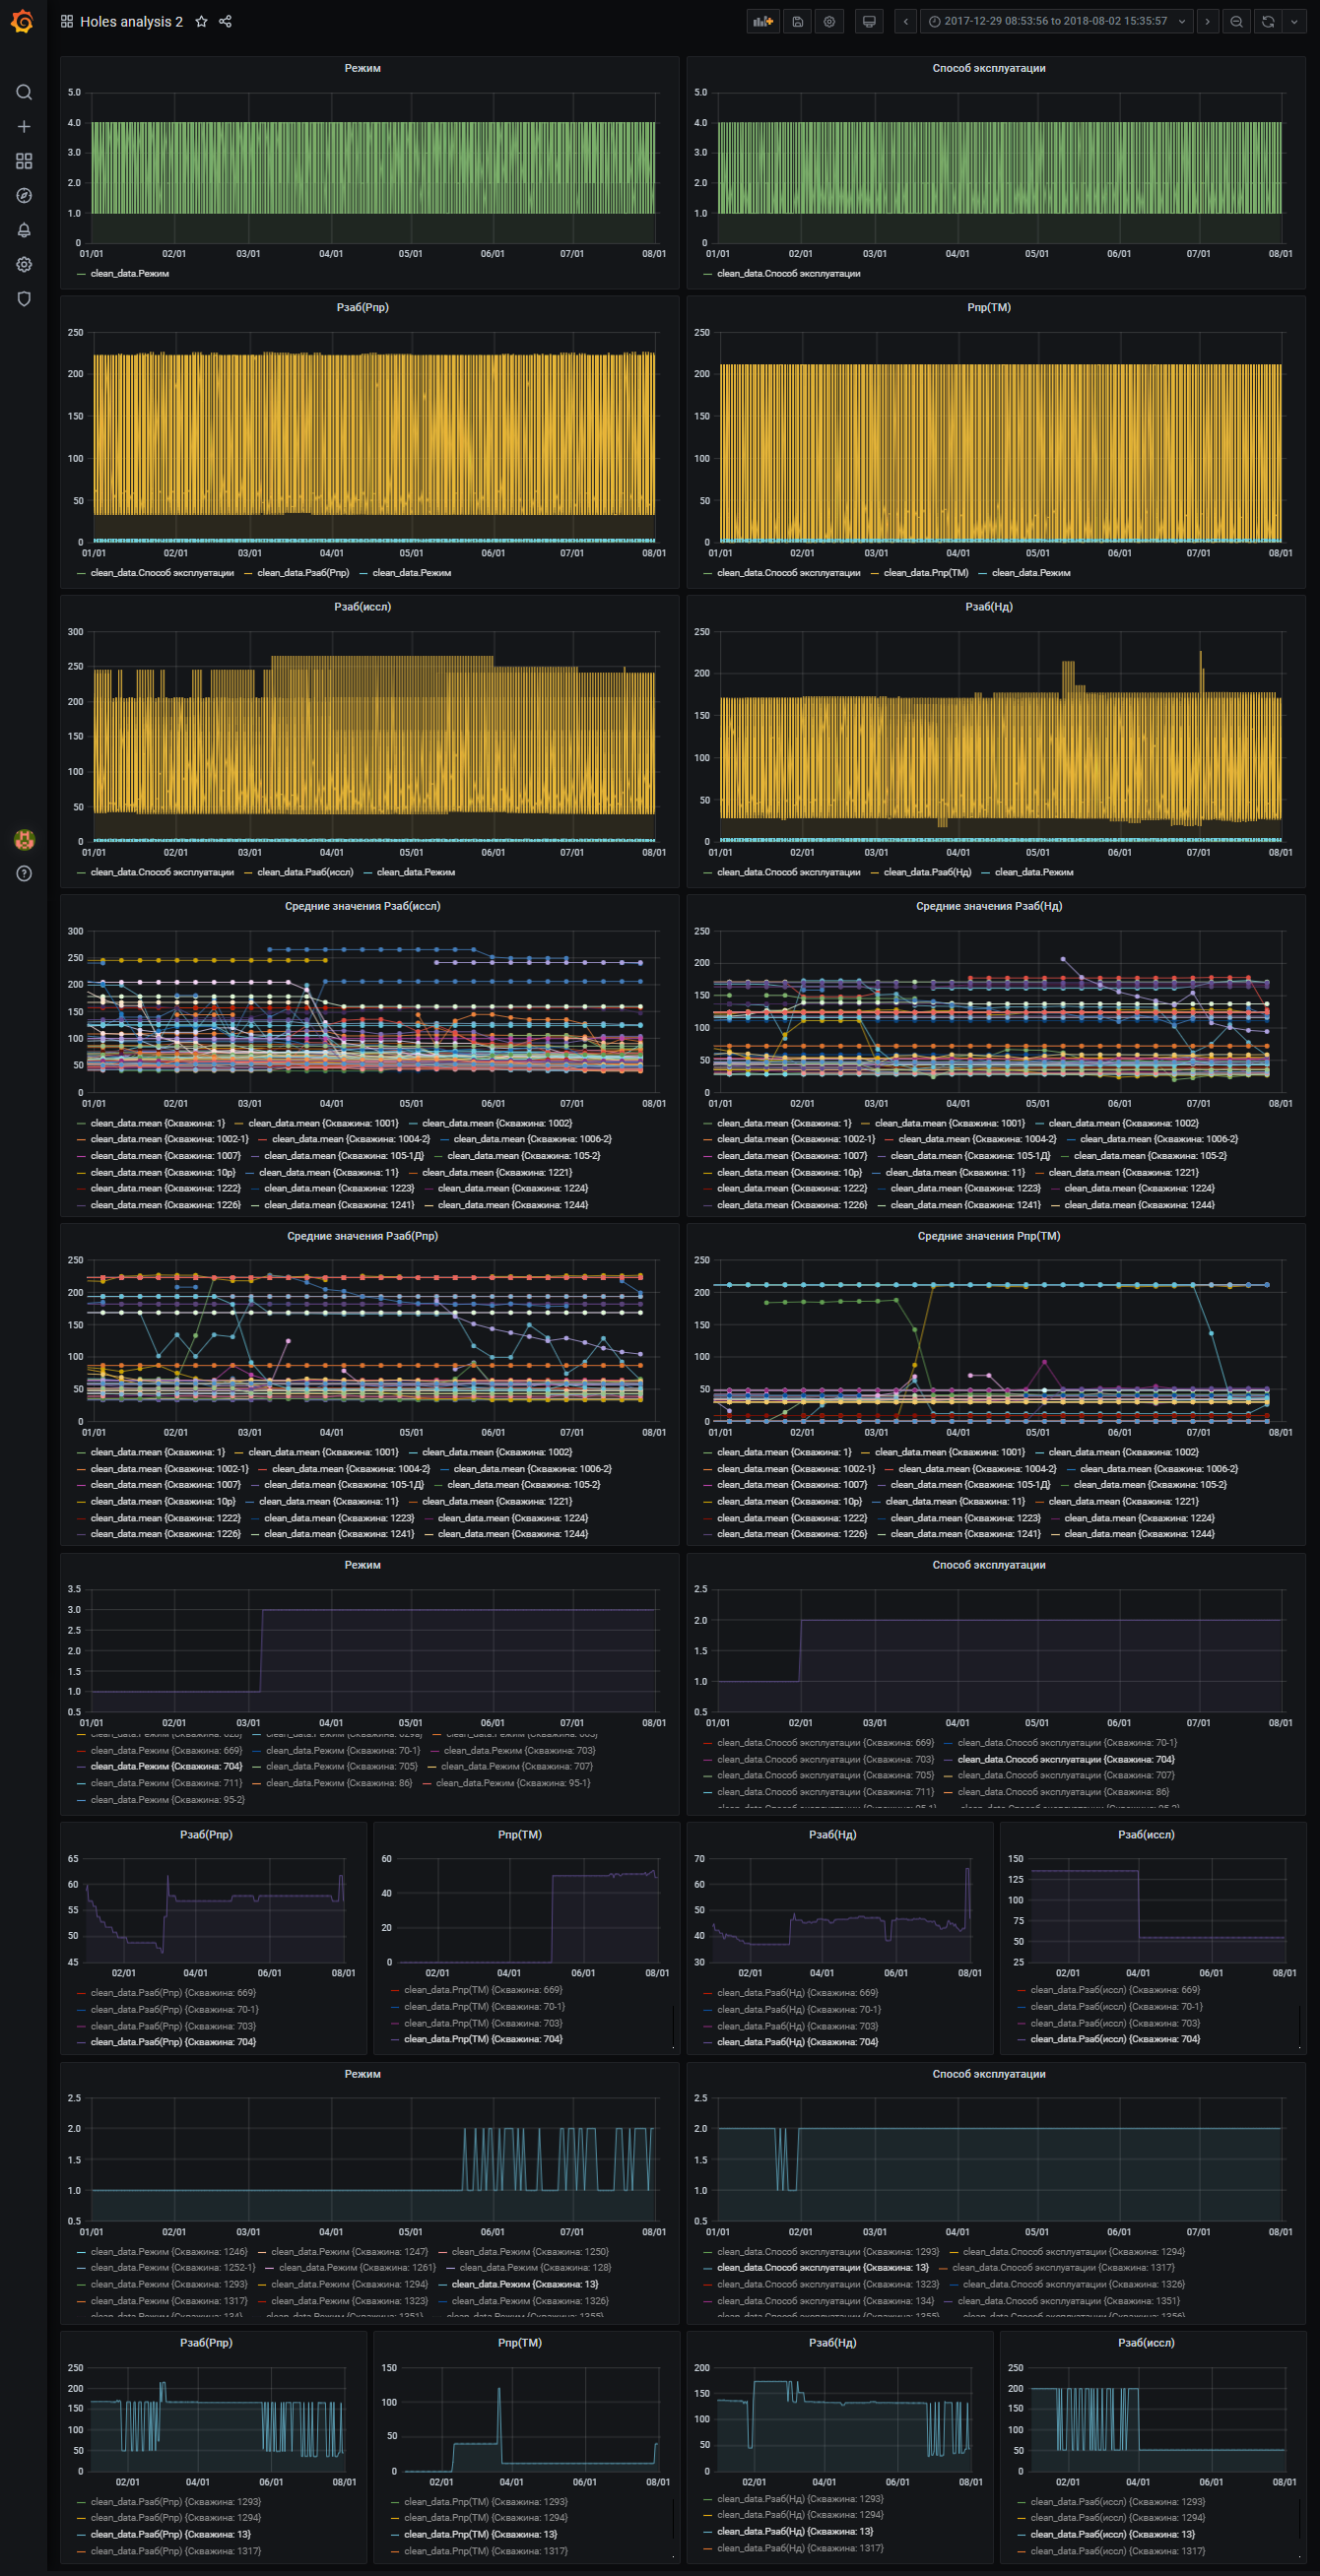 Holes analysis 2
2017-12-29 08:53:56 to 2018-08-02 15:35:57
Режим
5.0
4.0
3.0
2.0
1.0
0
01/01 02/01 03/01 04/01 05/01 06/01 07/01 08/01
clean_data.Режим
Способ эксплуатации
5.0
4.0
3.0
2.0
1.0
0
01/01 02/01 03/01 04/01 05/01 06/01 07/01 08/01
clean_data.Способ эксплуатации
Рзаб(Рпр)
250
200
150
100
50
0
01/01 02/01 03/01 04/01 05/01 06/01 07/01 08/01
clean_data.Способ эксплуатации clean_data.Рзаб(Рпр) clean_data.Режим
Рпр(ТМ)
250
200
150
100
50
0
01/01 02/01 03/01 04/01 05/01 06/01 07/01 08/01
clean_data.Способ эксплуатации clean_data.Рпр(ТМ) clean_data.Режим
Рзаб(иссл)
300
250
200
150
100
50
0
01/01 02/01 03/01 04/01 05/01 06/01 07/01 08/01
clean_data.Способ эксплуатации clean_data.Рзаб(иссл) clean_data.Режим
Рзаб(Нд)
250
200
150
100
50
0
01/01 02/01 03/01 04/01 05/01 06/01 07/01 08/01
clean_data.Способ эксплуатации clean_data.Рзаб(Нд) clean_data.Режим
Средние значения Рзаб(иссл)
300
250
200
150
100
50
0
01/01 02/01 03/01 04/01 05/01 06/01 07/01 08/01
clean_data.mean {Скважина: 1} clean_data.mean {Скважина: 1001} clean_data.mean {Скважина: 1002}
clean_data.mean {Скважина: 1002-1} clean_data.mean {Скважина: 1004-2} clean_data.mean {Скважина: 1006-2}
clean_data.mean {Скважина: 1007} clean_data.mean {Скважина: 105-1Д} clean_data.mean {Скважина: 105-2}
clean_data.mean {Скважина: 10р} clean_data.mean {Скважина: 11} clean_data.mean {Скважина: 1221}
clean_data.mean {Скважина: 1222} clean_data.mean {Скважина: 1223} clean_data.mean {Скважина: 1224}
clean_data.mean {Скважина: 1226} clean_data.mean {Скважина: 1241} clean_data.mean {Скважина: 1244}
Средние значения Рзаб(Нд)
250
200
150
100
50
0
01/01 02/01 03/01 04/01 05/01 06/01 07/01 08/01
clean_data.mean {Скважина: 1} clean_data.mean {Скважина: 1001} clean_data.mean {Скважина: 1002}
clean_data.mean {Скважина: 1002-1} clean_data.mean {Скважина: 1004-2} clean_data.mean {Скважина: 1006-2}
clean_data.mean {Скважина: 1007} clean_data.mean {Скважина: 105-1Д} clean_data.mean {Скважина: 105-2}
clean_data.mean {Скважина: 10р} clean_data.mean {Скважина: 11} clean_data.mean {Скважина: 1221}
clean_data.mean {Скважина: 1222} clean_data.mean {Скважина: 1223} clean_data.mean {Скважина: 1224}
clean_data.mean {Скважина: 1226} clean_data.mean {Скважина: 1241} clean_data.mean {Скважина: 1244}
Средние значения Рзаб(Рпр)
250
200
150
100
50
0
01/01 02/01 03/01 04/01 05/01 06/01 07/01 08/01
clean_data.mean {Скважина: 1} clean_data.mean {Скважина: 1001} clean_data.mean {Скважина: 1002}
clean_data.mean {Скважина: 1002-1} clean_data.mean {Скважина: 1004-2} clean_data.mean {Скважина: 1006-2}
clean_data.mean {Скважина: 1007} clean_data.mean {Скважина: 105-1Д} clean_data.mean {Скважина: 105-2}
clean_data.mean {Скважина: 10р} clean_data.mean {Скважина: 11} clean_data.mean {Скважина: 1221}
clean_data.mean {Скважина: 1222} clean_data.mean {Скважина: 1223} clean_data.mean {Скважина: 1224}
clean_data.mean {Скважина: 1226} clean_data.mean {Скважина: 1241} clean_data.mean {Скважина: 1244}
Средние значения Рпр(ТМ)
250
200
150
100
50
0
01/01 02/01 03/01 04/01 05/01 06/01 07/01 08/01
clean_data.mean {Скважина: 1} clean_data.mean {Скважина: 1001} clean_data.mean {Скважина: 1002}
clean_data.mean {Скважина: 1002-1} clean_data.mean {Скважина: 1004-2} clean_data.mean {Скважина: 1006-2}
clean_data.mean {Скважина: 1007} clean_data.mean {Скважина: 105-1Д} clean_data.mean {Скважина: 105-2}
clean_data.mean {Скважина: 10р} clean_data.mean {Скважина: 11} clean_data.mean {Скважина: 1221}
clean_data.mean {Скважина: 1222} clean_data.mean {Скважина: 1223} clean_data.mean {Скважина: 1224}
clean_data.mean {Скважина: 1226} clean_data.mean {Скважина: 1241} clean_data.mean {Скважина: 1244}
Режим
3.5
3.0
2.5
2.0
1.5
1.0
0.5
01/01 02/01 03/01 04/01 05/01 06/01 07/01 08/01
clean_data.Режим {Скважина: 669} clean_data.Режим {Скважина: 70-1} clean_data.Режим {Скважина: 703}
clean_data.Режим {Скважина: 704} clean_data.Режим {Скважина: 705} clean_data.Режим {Скважина: 707}
clean_data.Режим {Скважина: 711} clean_data.Режим {Скважина: 86} clean_data.Режим {Скважина: 95-1}
clean_data.Режим {Скважина: 95-2}
Способ эксплуатации
2.5
2.0
1.5
1.0
0.5
01/01 02/01 03/01 04/01 05/01 06/01 07/01 08/01
clean_data.Способ эксплуатации {Скважина: 669} clean_data.Способ эксплуатации {Скважина: 70-1}
clean_data.Способ эксплуатации {Скважина: 703} clean_data.Способ эксплуатации {Скважина: 704}
clean_data.Способ эксплуатации {Скважина: 705} clean_data.Способ эксплуатации {Скважина: 707}
clean_data.Способ эксплуатации {Скважина: 711} clean_data.Способ эксплуатации {Скважина: 86}
Рзаб(Рпр)
65
60
55
50
45
02/01 04/01 06/01 08/01
clean_data.Рзаб(Рпр) {Скважина: 669}
clean_data.Рзаб(Рпр) {Скважина: 70-1}
clean_data.Рзаб(Рпр) {Скважина: 703}
clean_data.Рзаб(Рпр) {Скважина: 704}
Рпр(ТМ)
60
40
20
0
02/01 04/01 06/01 08/01
clean_data.Рпр(ТМ) {Скважина: 669}
clean_data.Рпр(ТМ) {Скважина: 70-1}
clean_data.Рпр(ТМ) {Скважина: 703}
clean_data.Рпр(ТМ) {Скважина: 704}
Рзаб(Нд)
70
60
50
40
30
02/01 04/01 06/01 08/01
clean_data.Рзаб(Нд) {Скважина: 669}
clean_data.Рзаб(Нд) {Скважина: 70-1}
clean_data.Рзаб(Нд) {Скважина: 703}
clean_data.Рзаб(Нд) {Скважина: 704}
Рзаб(иссл)
150
125
100
75
50
25
02/01 04/01 06/01 08/01
clean_data.Рзаб(иссл) {Скважина: 669}
clean_data.Рзаб(иссл) {Скважина: 70-1}
clean_data.Рзаб(иссл) {Скважина: 703}
clean_data.Рзаб(иссл) {Скважина: 704}
Режим
2.5
2.0
1.5
1.0
0.5
01/01 02/01 03/01 04/01 05/01 06/01 07/01 08/01
clean_data.Режим {Скважина: 1246} clean_data.Режим {Скважина: 1247} clean_data.Режим {Скважина: 1250}
clean_data.Режим {Скважина: 1252-1} clean_data.Режим {Скважина: 1261} clean_data.Режим {Скважина: 128}
clean_data.Режим {Скважина: 1293} clean_data.Режим {Скважина: 1294} clean_data.Режим {Скважина: 13}
clean_data.Режим {Скважина: 1317} clean_data.Режим {Скважина: 1323} clean_data.Режим {Скважина: 1326}
Способ эксплуатации
2.5
2.0
1.5
1.0
0.5
01/01 02/01 03/01 04/01 05/01 06/01 07/01 08/01
clean_data.Способ эксплуатации {Скважина: 1293} clean_data.Способ эксплуатации {Скважина: 1294}
clean_data.Способ эксплуатации {Скважина: 13} clean_data.Способ эксплуатации {Скважина: 1317}
clean_data.Способ эксплуатации {Скважина: 1323} clean_data.Способ эксплуатации {Скважина: 1326}
clean_data.Способ эксплуатации {Скважина: 134} clean_data.Способ эксплуатации {Скважина: 1351}
Рзаб(Рпр)
250
200
150
100
50
0
02/01 04/01 06/01 08/01
clean_data.Рзаб(Рпр) {Скважина: 1293}
clean_data.Рзаб(Рпр) {Скважина: 1294}
clean_data.Рзаб(Рпр) {Скважина: 13}
clean_data.Рзаб(Рпр) {Скважина: 1317}
Рпр(ТМ)
150
100
50
0
02/01 04/01 06/01 08/01
clean_data.Рпр(ТМ) {Скважина: 1293}
clean_data.Рпр(ТМ) {Скважина: 1294}
clean_data.Рпр(ТМ) {Скважина: 13}
clean_data.Рпр(ТМ) {Скважина: 1317}
Рзаб(Нд)
200
150
100
50
0
02/01 04/01 06/01 08/01
clean_data.Рзаб(Нд) {Скважина: 1293}
clean_data.Рзаб(Нд) {Скважина: 1294}
clean_data.Рзаб(Нд) {Скважина: 13}
clean_data.Рзаб(Нд) {Скважина: 1317}
Рзаб(иссл)
250
200
150
100
50
0
02/01 04/01 06/01 08/01
clean_data.Рзаб(иссл) {Скважина: 1293}
clean_data.Рзаб(иссл) {Скважина: 1294}
clean_data.Рзаб(иссл) {Скважина: 13}
clean_data.Рзаб(иссл) {Скважина: 1317}